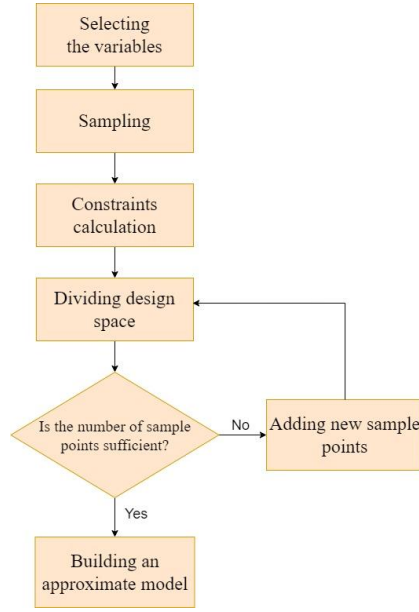 Selecting
the variables
Sampling
Constraints
calculation
Dividing design
space
Is the number of sample
points sufficient?
No
Adding new sample
points
Yes
Building an
approximate model